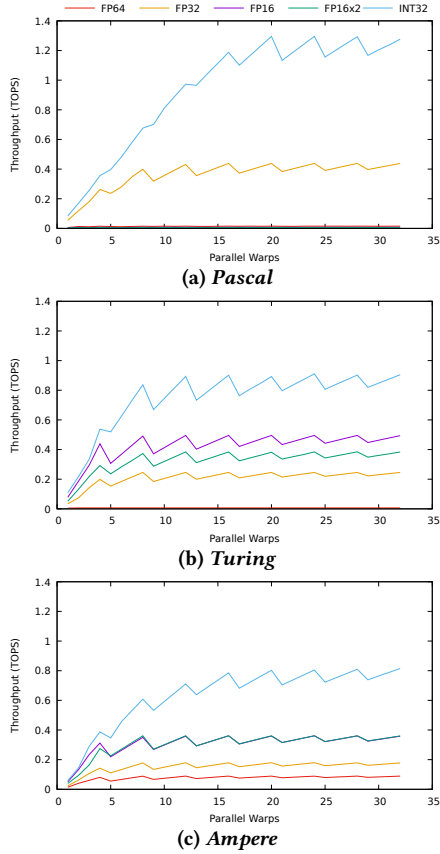 FP64 FP32 FP16 FP16x2 INT32
1.4
1.2
1
0.8
0.6
0.4
0.2
0
Throughput (TOPS)
0 5 10 15 20 25 30 35
Parallel Warps
(a) Pascal
1.4
1.2
1
0.8
0.6
0.4
0.2
0
Throughput (TOPS)
0 5 10 15 20 25 30 35
Parallel Warps
(b) Turing
1.4
1.2
1
0.8
0.6
0.4
0.2
0
Throughput (TOPS)
0 5 10 15 20 25 30 35
Parallel Warps
(c) Ampere